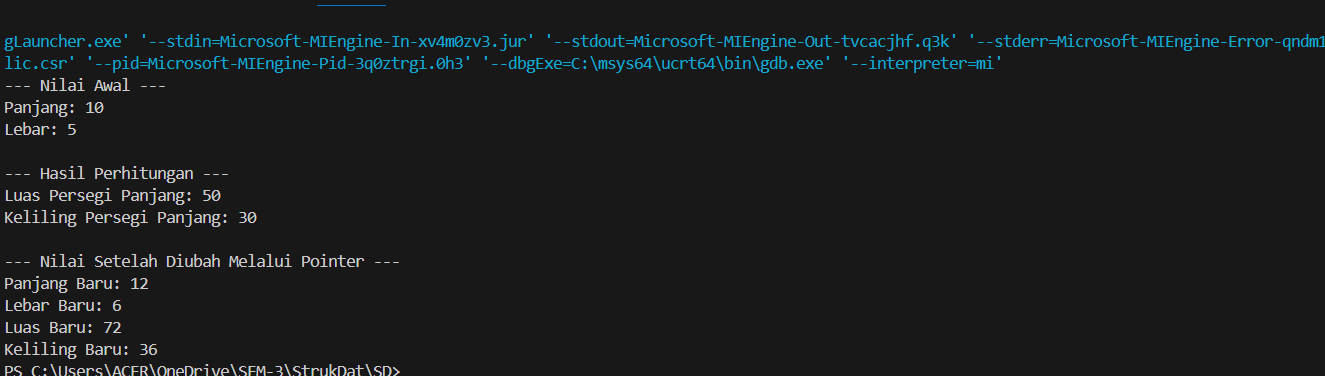 gLauncher.exe' '--stdin=Microsoft-MIEngine-In-xv4m0zv3.jur' '--stdout=Microsoft-MIEngine-Out-tvcacjhf.q3k' '--stderr=Microsoft-MIEngine-Error-qndm1
lic.csr' '--pid=Microsoft-MIEngine-Pid-3q0ztrgi.0h3' '--dbgExe=C:\msys64\ucrt64\bin\gdb.exe' '--interpreter=mi'
--- Nilai Awal ---
Panjang: 10
Lebar: 5
--- Hasil Perhitungan ---
Luas Persegi Panjang: 50
Keliling Persegi Panjang: 30
--- Nilai Setelah Diubah Melalui Pointer ---
Panjang Baru: 12
Lebar Baru: 6
Luas Baru: 72
Keliling Baru: 36
PS C:\Users\ACER\OneDrive\SEM-3\StrukDat\SD>